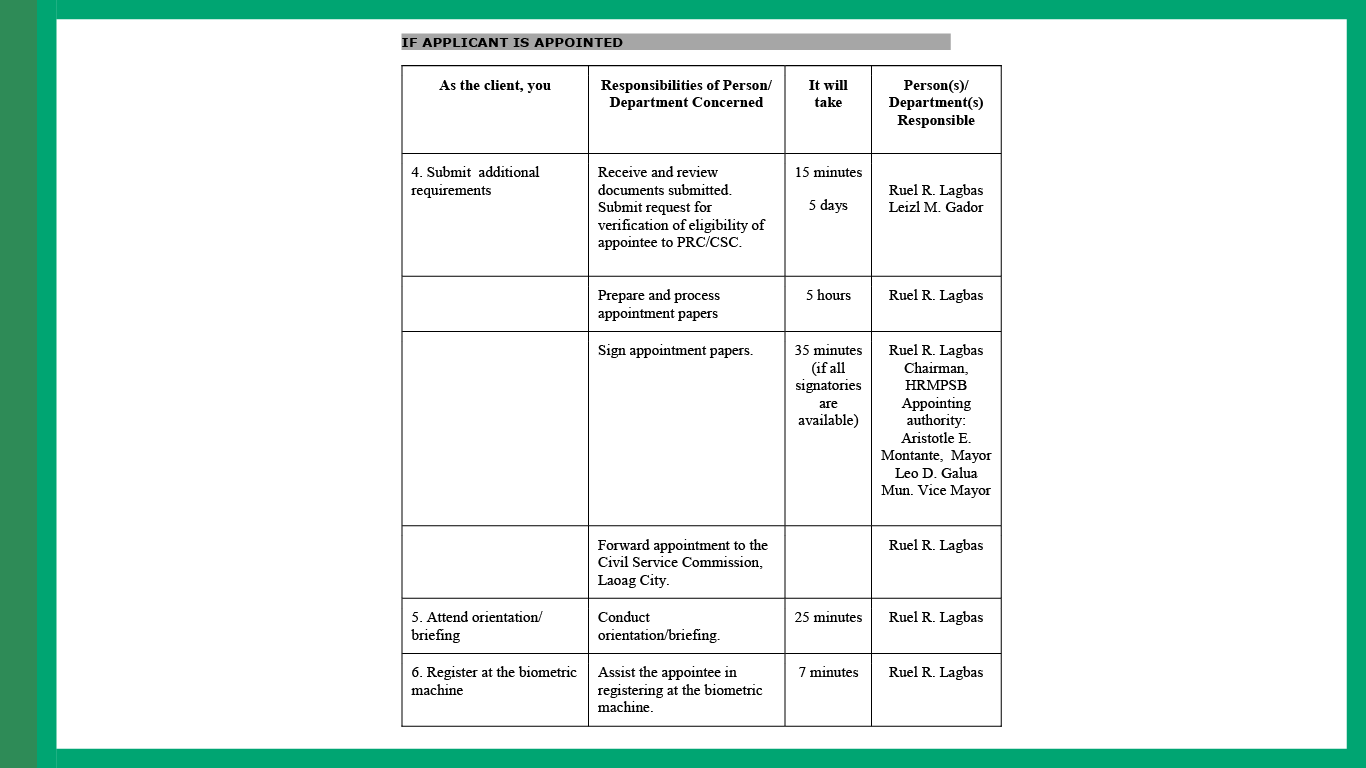 IF APPLICANT IS APPOINTED
As the client, you
Responsibilities of Person/
Department Concerned
It will
take
Person(s)/
Department(s)
Responsible
4. Submit  additional
requirements
Receive and review
documents submitted.
Submit request for
verification of eligibility of
appointee to PRC/CSC.
15 minutes
5 days
Ruel R. Lagbas
Leizl M. Gador
Prepare and process
appointment papers
5 hours
Ruel R. Lagbas
Sign appointment papers.
35 minutes
(if all
signatories
are
available)
Ruel R. Lagbas
Chairman,
HRMPSB
Appointing
authority:
Aristotle E.
Montante,  Mayor
Leo D. Galua
Mun. Vice Mayor
Forward appointment to the
Civil Service Commission,
Laoag City.
Ruel R. Lagbas
5. Attend orientation/
briefing
Conduct
orientation/briefing.
25 minutes
Ruel R. Lagbas
6. Register at the biometric
machine
Assist the appointee in
registering at the biometric
machine.
7 minutes
Ruel R. Lagbas